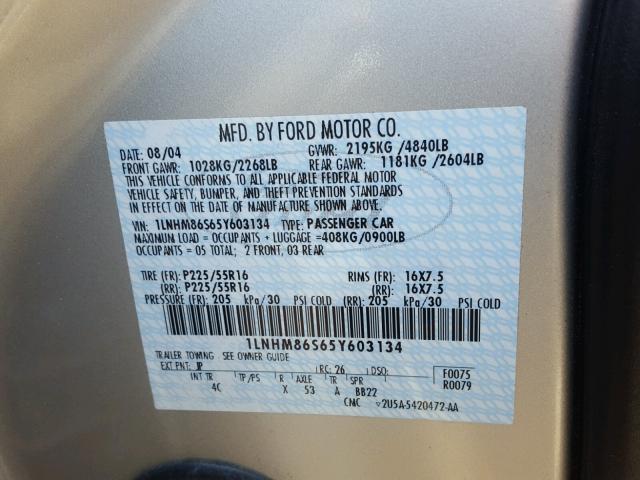 MFD. BY FORD MOTOR CO.
DATE: 08/04 GVWR: 2195KG /4840LB
FRONT GAWR: 1028KG/2268LB REAR GAWR: 1181KG /2604LB
THIS VEHICLE CONFORMS TO ALL APPLICABLE FEDERAL MOTOR
VEHICLE SAFETY, BUMPER, AND THEFT PREVENTION STANDARDS
IN EFFECT ON THE DATE OF MANUFACTURE SHOWN ABOVE.
VIN: 1LNHM86S65Y603134 TYPE: PASSENGER CAR
MAXIMUM LOAD = OCCUPANTS + LUGGAGE =408KG/0900LB
OCCUPANTS = 05 TOTAL; 2 FRONT, 03 REAR
TIRE (FR): P225/55R16 RIMS (FR): 16X7.5
(RR): P225/55R16 (RR): 16X7.5
PRESSURE (FR): 205 kPa/30 PSI COLD (RR): 205 kPa/30 PSI COLD
1LNHM86S65Y603134
TRAILER TOWING SEE OWNER GUIDE
EXT PNT: JP RC: 26 DSO: F0075
INT TR TP/PS R AXLE TR SPR R0079
4C X 53 A BB22
CMC ▽2U5A-5420472-AA